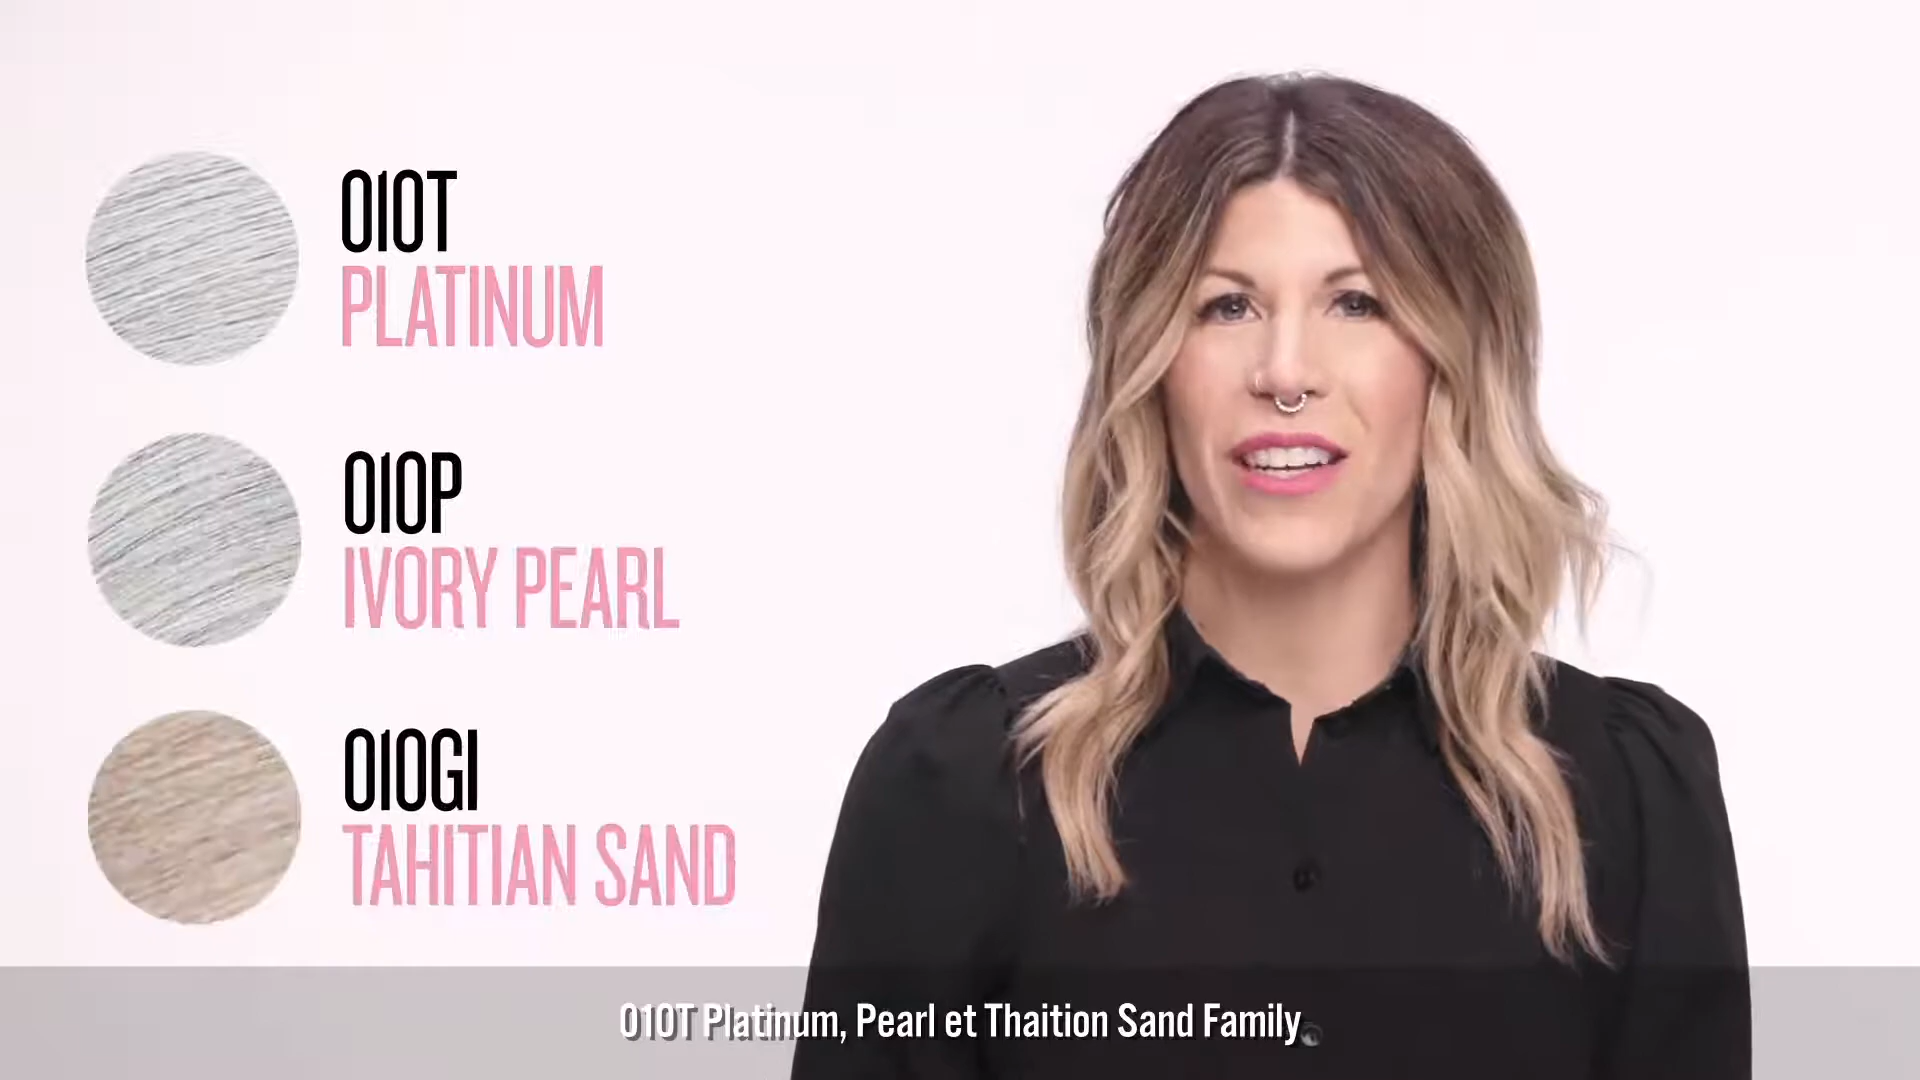 010T
PLATINUM
010P
IVORY PEARL
010GI
TAHITIAN SAND
010T Platinum, Pearl et Thaition Sand Family